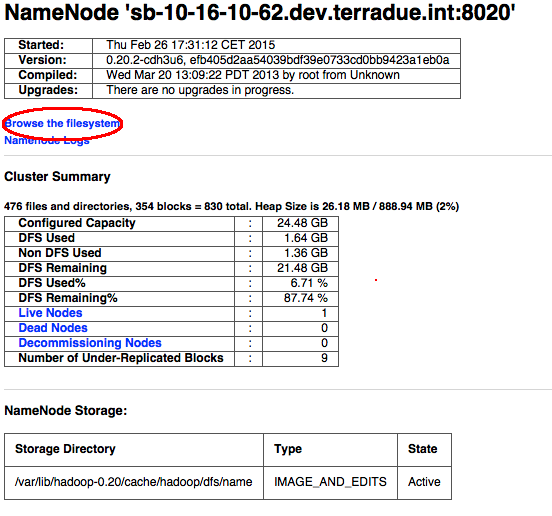 NameNode 'sb-10-16-10-62.dev.terradue.int:8020'
Started: Thu Feb 26 17:31:12 CET 2015
Version: 0.20.2-cdh3u6, efb405d2aa54039bdf39e0733cd0bb9423a1eb0a
Compiled: Wed Mar 20 13:09:22 PDT 2013 by root from Unknown
Upgrades: There are no upgrades in progress.
Browse the filesystem
Namenode Logs
Cluster Summary
476 files and directories, 354 blocks = 830 total. Heap Size is 26.18 MB / 888.94 MB (2%)
Configured Capacity : 24.48 GB
DFS Used : 1.64 GB
Non DFS Used : 1.36 GB
DFS Remaining : 21.48 GB
DFS Used% : 6.71 %
DFS Remaining% : 87.74 %
Live Nodes : 1
Dead Nodes : 0
Decommissioning Nodes : 0
Number of Under-Replicated Blocks : 9
NameNode Storage:
Storage Directory Type State
/var/lib/hadoop-0.20/cache/hadoop/dfs/name IMAGE_AND_EDITS Active